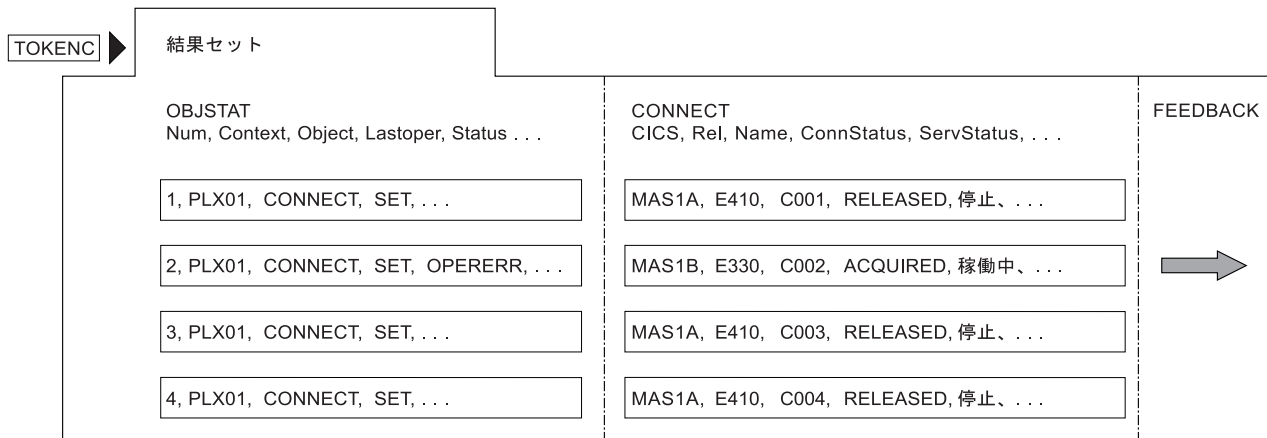 TOKENC
結果セット
OBJSTAT
Num, Context, Object, Lastoper, Status . . .
CONNECT
CICS, Rel, Name, ConnStatus, ServStatus, . . .
FEEDBACK
1, PLX01, CONNECT, SET, . . .
MAS1A, E410, C001, RELEASED, 停止、. . .
2, PLX01, CONNECT, SET, OPERERR, . . .
MAS1B, E330, C002, ACQUIRED, 稼働中、. . .
3, PLX01, CONNECT, SET, . . .
MAS1A, E410, C003, RELEASED, 停止、. . .
4, PLX01, CONNECT, SET, . . .
MAS1A, E410, C004, RELEASED, 停止、. . .